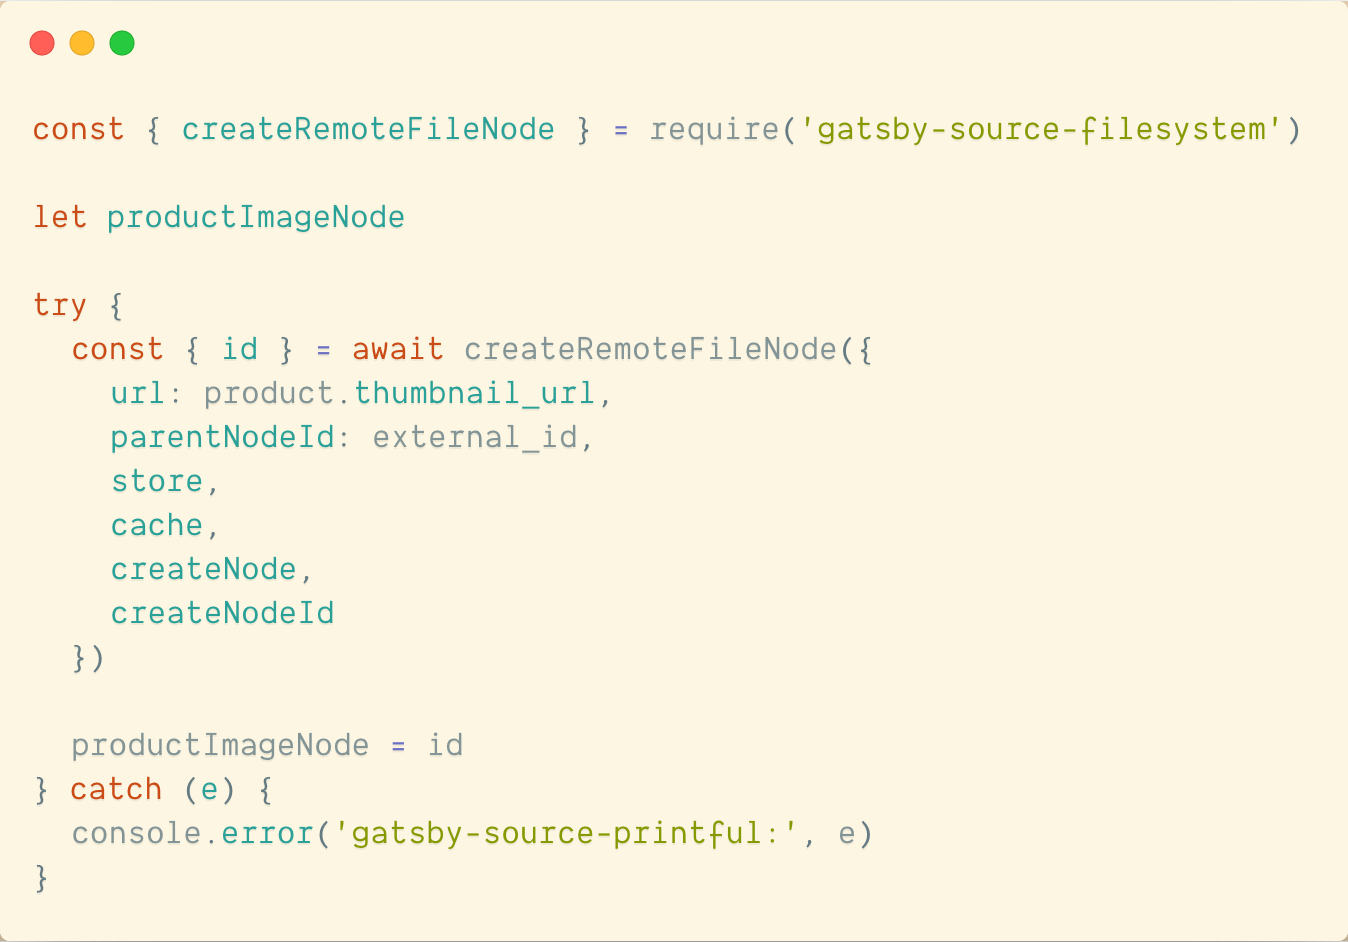 const { createRemoteFileNode } = require('gatsby-source-filesystem')

let productImageNode

try {
  const { id } = await createRemoteFileNode({
    url: product.thumbnail_url,
    parentNodeId: external_id,
    store,
    cache,
    createNode,
    createNodeId
  })

  productImageNode = id
} catch (e) {
  console.error('gatsby-source-printful:', e)
}